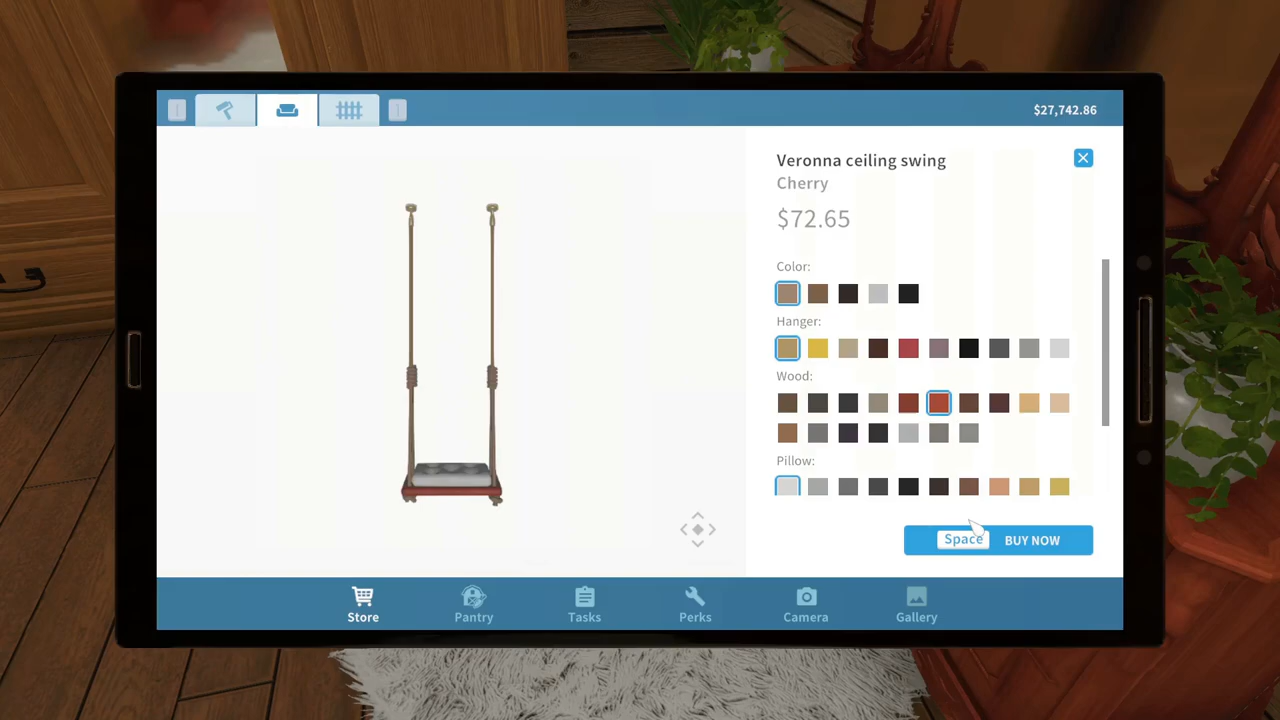 $27,742.86
Veronna ceiling swing
Cherry
$72.65
Color:
Hanger:
Wood:
Pillow:
Space BUY NOW
Store Pantry Tasks Perks Camera Gallery